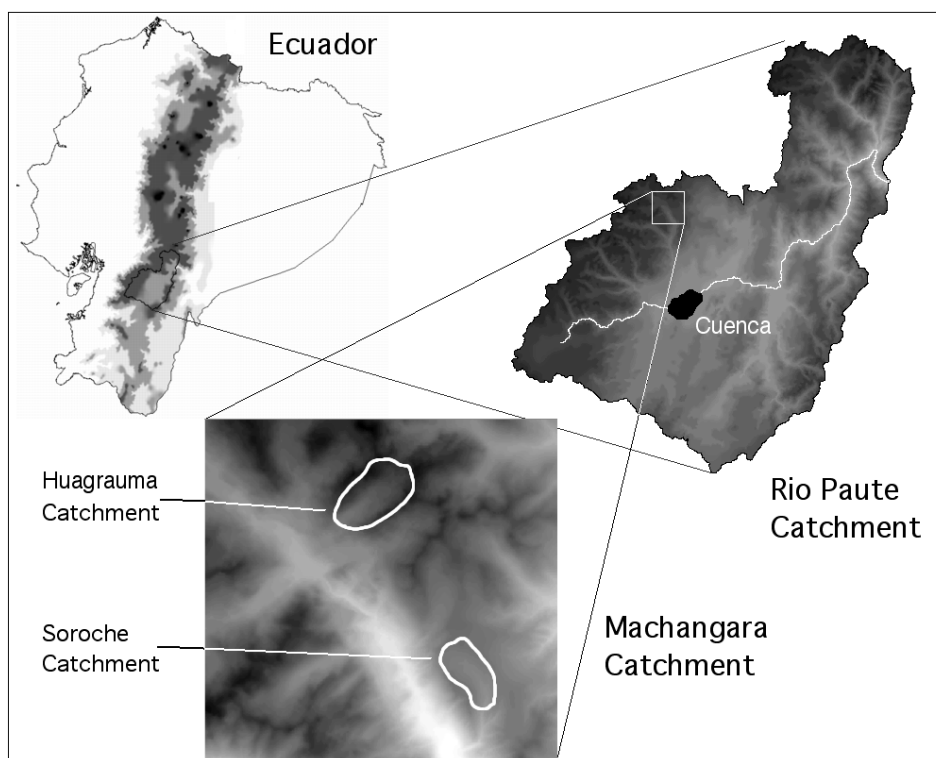 Ecuador
Cuenca
Rio Paute
Catchment
Huagrauma
Catchment
Soroche
Catchment
Machangara
Catchment